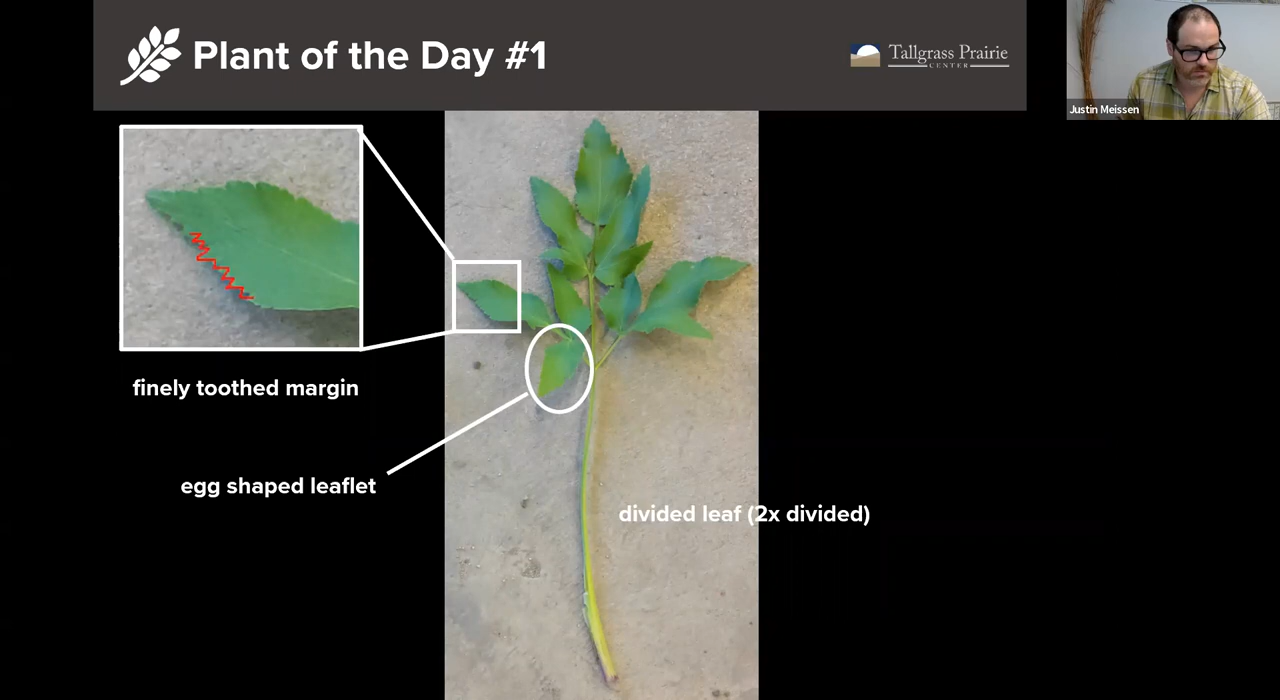 Plant of the Day #1
Tallgrass Prairie
CENTER
Justin Meissen
finely toothed margin
egg shaped leaflet
divided leaf (2x divided)